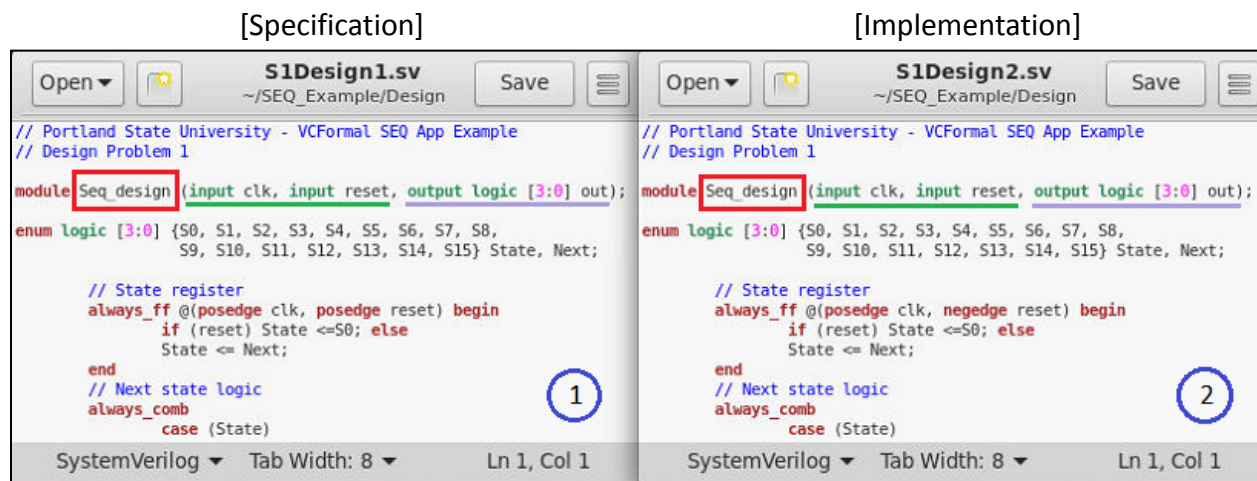 [Specification]
Open
S1Design1.sv
~/SEQ_Example/Design
Save
// Portland State University - VCFormal SEQ App Example
// Design Problem 1
module Seq_design (input clk, input reset, output logic [3:0] out);
enum logic [3:0] {S0, S1, S2, S3, S4, S5, S6, S7, S8,
S9, S10, S11, S12, S13, S14, S15} State, Next;
// State register
always_ff @(posedge clk, posedge reset) begin
if (reset) State <=S0; else
State <= Next;
end
// Next state logic
always_comb
case (State)
1
SystemVerilog Tab Width: 8 Ln 1, Col 1
[Implementation]
Open
S1Design2.sv
~/SEQ_Example/Design
Save
// Portland State University - VCFormal SEQ App Example
// Design Problem 1
module Seq_design (input clk, input reset, output logic [3:0] out);
enum logic [3:0] {S0, S1, S2, S3, S4, S5, S6, S7, S8,
S9, S10, S11, S12, S13, S14, S15} State, Next;
// State register
always_ff @(posedge clk, negedge reset) begin
if (reset) State <=S0; else
State <= Next;
end
// Next state logic
always_comb
case (State)
2
SystemVerilog Tab Width: 8 Ln 1, Col 1